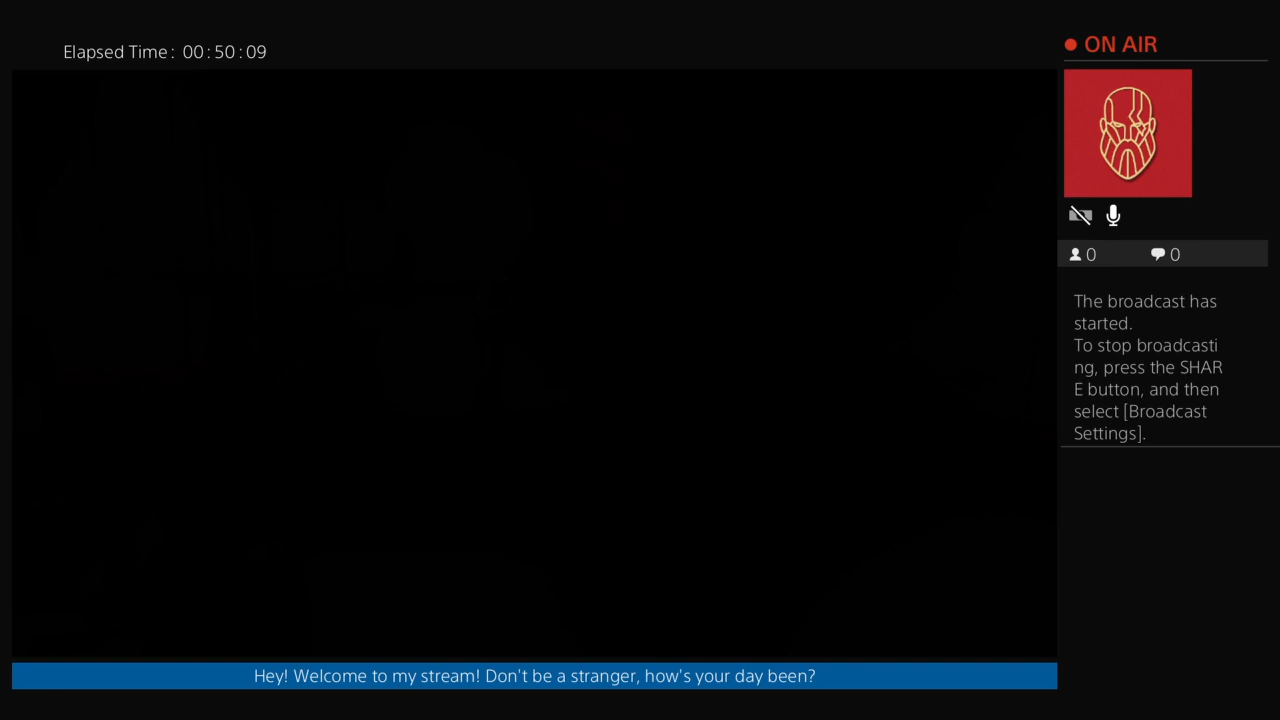 Elapsed Time: 00:50:09
ON AIR
0
0
The broadcast has
started.
To stop broadcasti
ng, press the SHAR
E button, and then
select [Broadcast
Settings].
Hey! Welcome to my stream! Don't be a stranger, how's your day been?